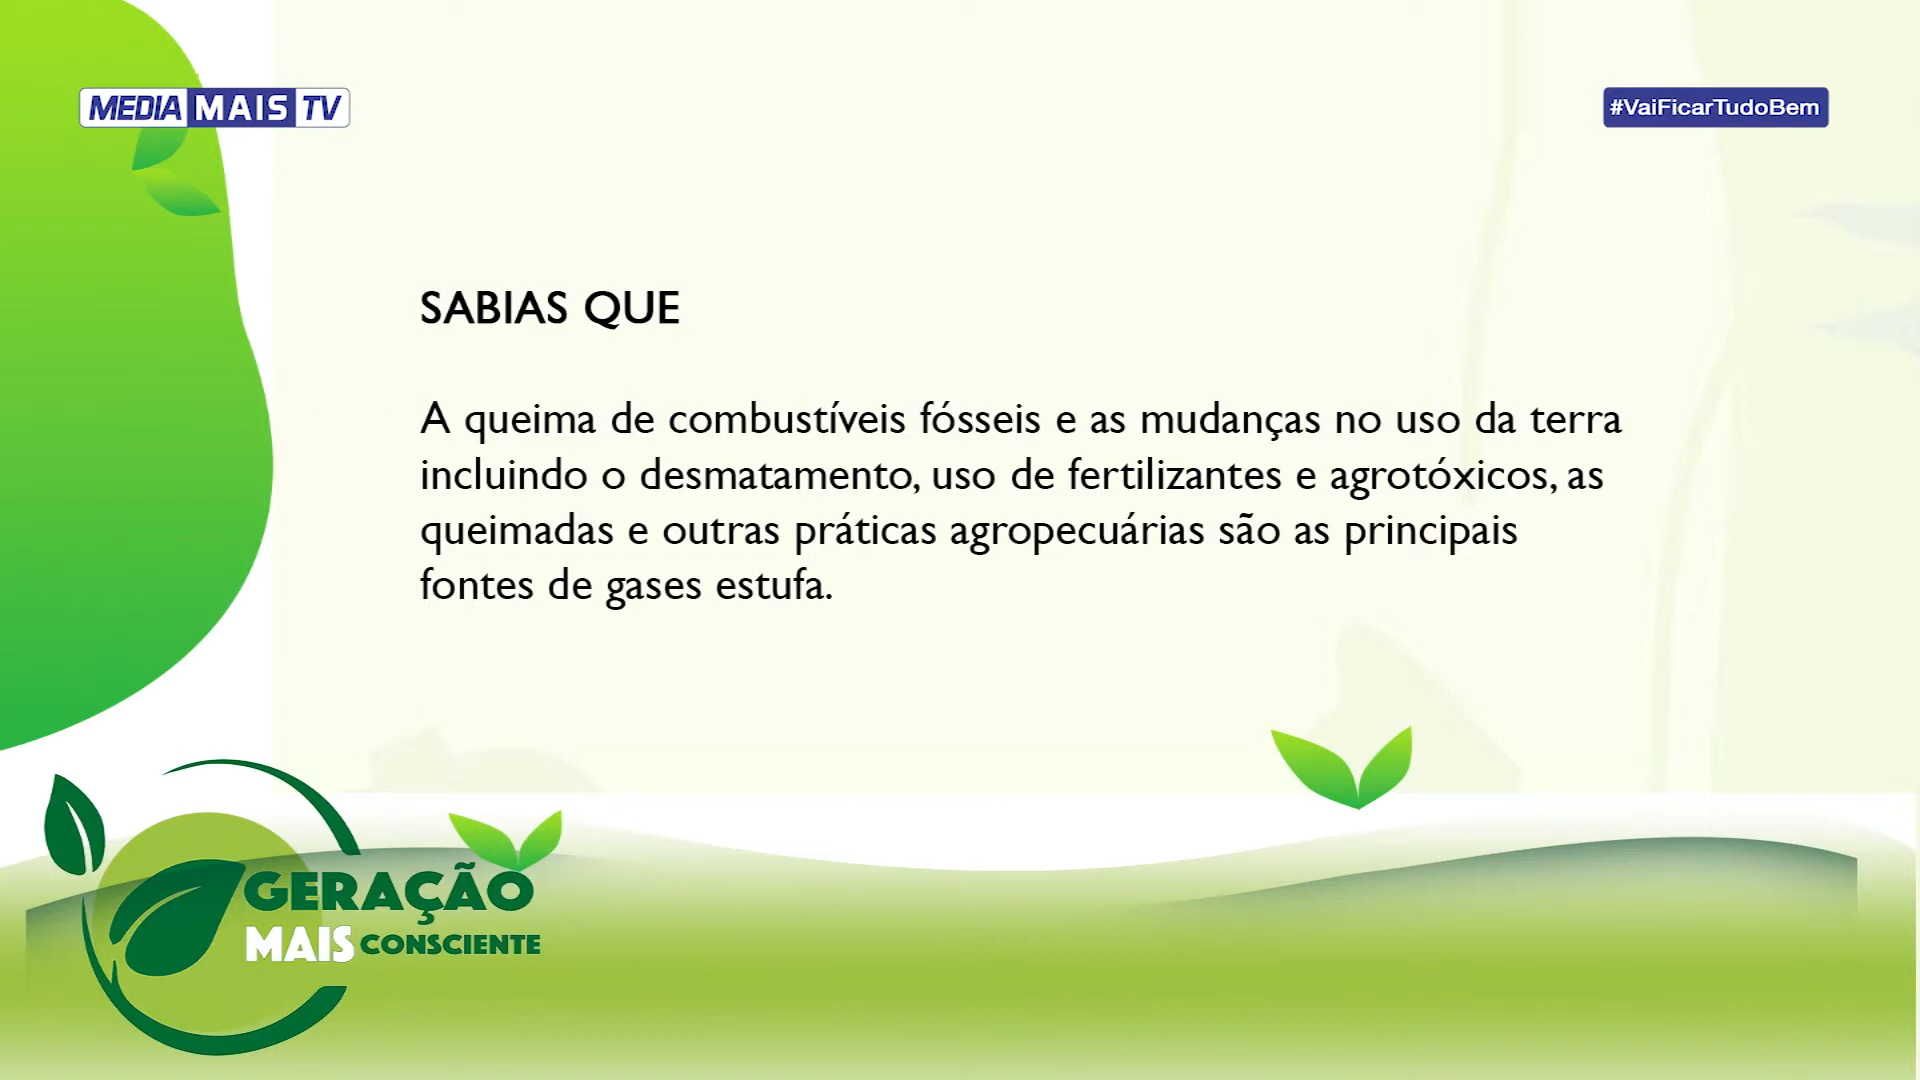 MEDIA MAIS TV
#VaiFicarTudoBem
SABIAS QUE
A queima de combustíveis fósseis e as mudanças no uso da terra
incluindo o desmatamento, uso de fertilizantes e agrotóxicos, as
queimadas e outras práticas agropecuárias são as principais
fontes de gases estufa.
GERAÇÃO
MAIS CONSCIENTE